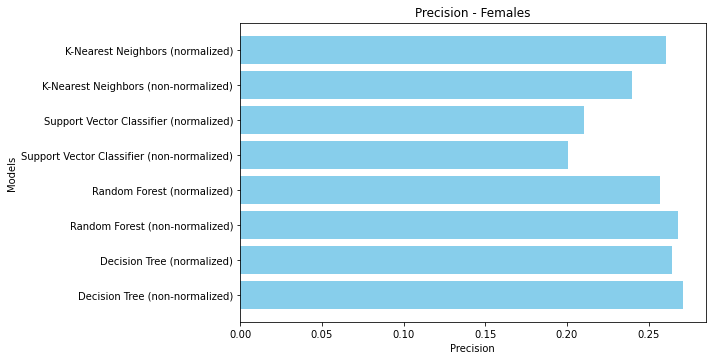 Precision - Females
Models
K-Nearest Neighbors (normalized)
K-Nearest Neighbors (non-normalized)
Support Vector Classifier (normalized)
Support Vector Classifier (non-normalized)
Random Forest (normalized)
Random Forest (non-normalized)
Decision Tree (normalized)
Decision Tree (non-normalized)
0.00 0.05 0.10 0.15 0.20 0.25
Precision